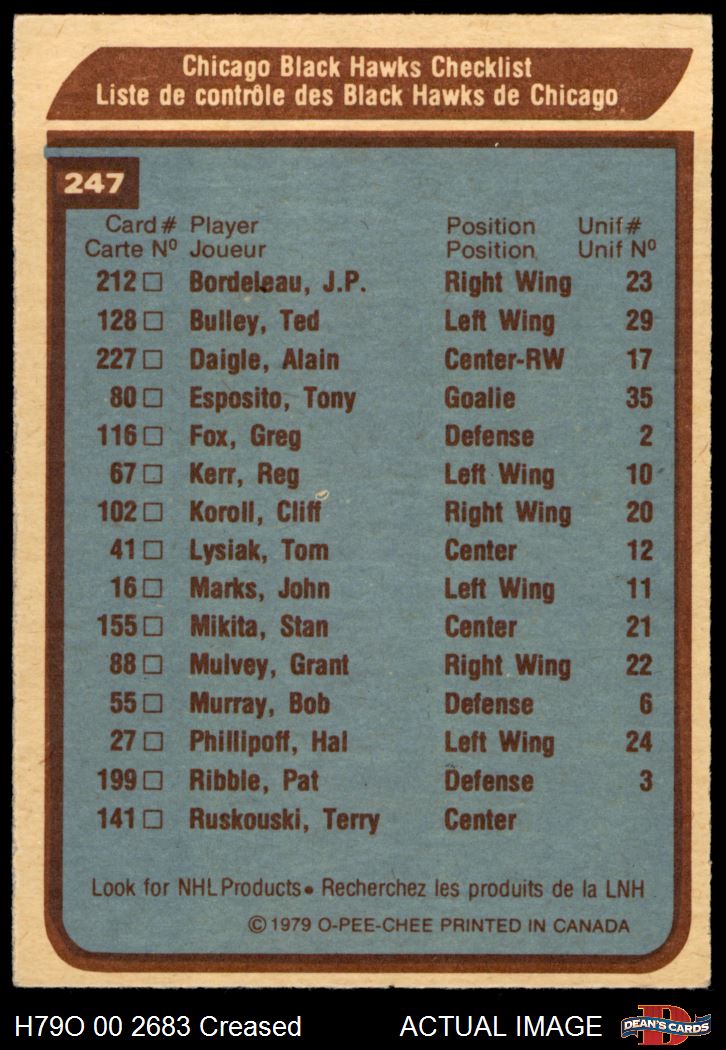 Chicago Black Hawks Checklist
Liste de contrôle des Black Hawks de Chicago
247
Card # Player Position Unif #
Carte Nº Joueur Position Unif Nº
212 □ Bordeleau, J.P. Right Wing 23
128 □ Bulley, Ted Left Wing 29
227 □ Daigle, Alain Center-RW 17
80 □ Esposito, Tony Goalie 35
116 □ Fox, Greg Defense 2
67 □ Kerr, Reg Left Wing 10
102 □ Koroll, Cliff Right Wing 20
41 □ Lysiak, Tom Center 12
16 □ Marks, John Left Wing 11
155 □ Mikita, Stan Center 21
88 □ Mulvey, Grant Right Wing 22
55 □ Murray, Bob Defense 6
27 □ Phillipoff, Hal Left Wing 24
199 □ Ribble, Pat Defense 3
141 □ Ruskouski, Terry Center
Look for NHL Products • Recherchez les produits de la LNH
© 1979 O-PEE-CHEE PRINTED IN CANADA
H79O 00 2683 Creased ACTUAL IMAGE
D
DEAN'S CARDS